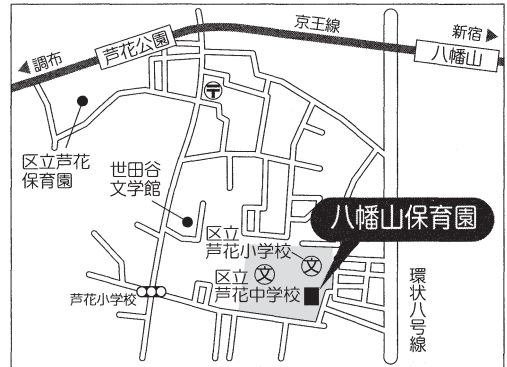 京王線
新宿
八幡山
芦花公園
調布
〒
区立芦花
保育園
世田谷
文学館
八幡山保育園
区立
芦花小学校
文
区立
芦花中学校
文
芦花小学校
環状八号線